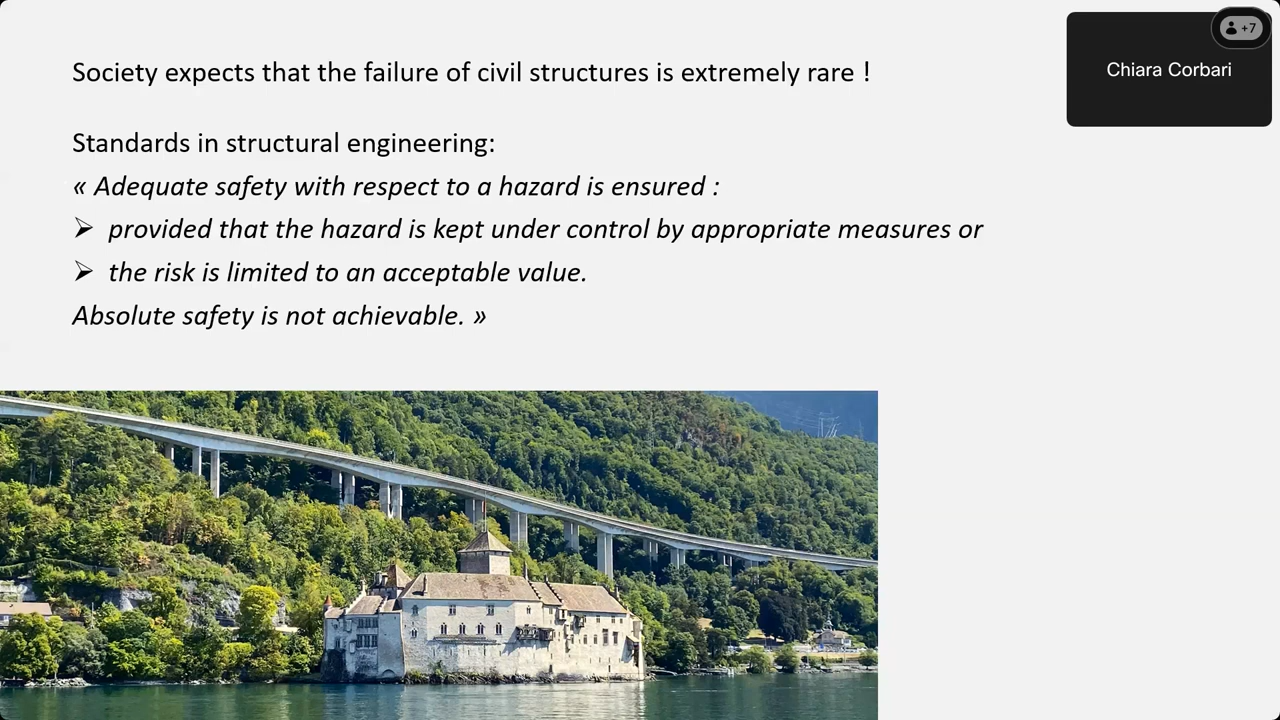 Society expects that the failure of civil structures is extremely rare !
Standards in structural engineering:
« Adequate safety with respect to a hazard is ensured :
➢ provided that the hazard is kept under control by appropriate measures or
➢ the risk is limited to an acceptable value.
Absolute safety is not achievable. »
+7
Chiara Corbari